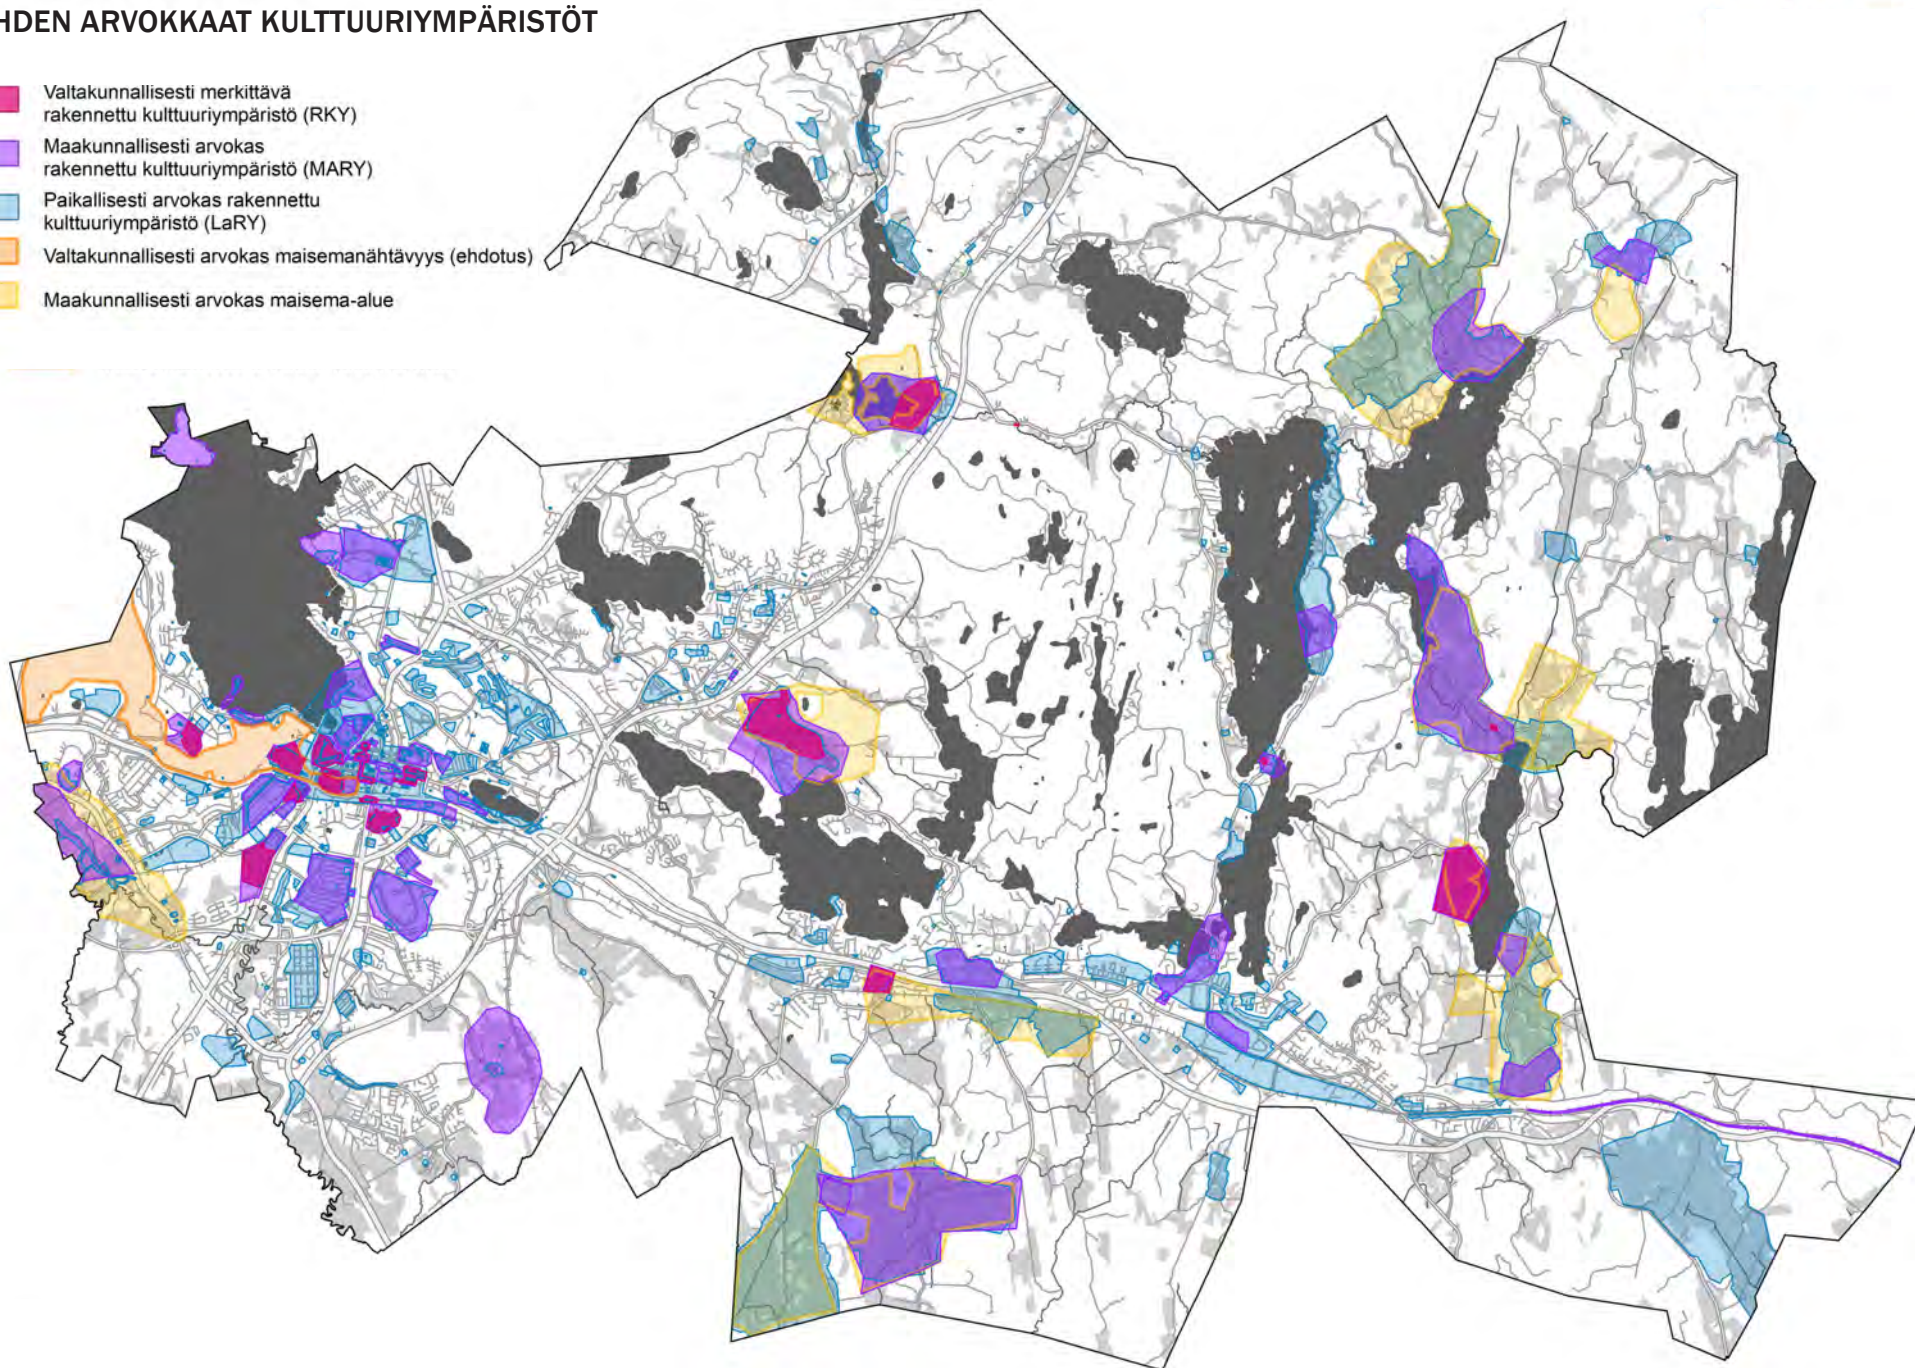 HDEN ARVOKKAAT KULTTUURIYMPÄRISTÖT
Valtakunnallisesti merkittävä
rakennettu kulttuuriympäristö (RKY)
Maakunnallisesti arvokas
rakennettu kulttuuriympäristö (MARY)
Paikallisesti arvokas rakennettu
kulttuuriympäristö (LaRY)
Valtakunnallisesti arvokas maisemanähtävyys (ehdotus)
Maakunnallisesti arvokas maisema-alue